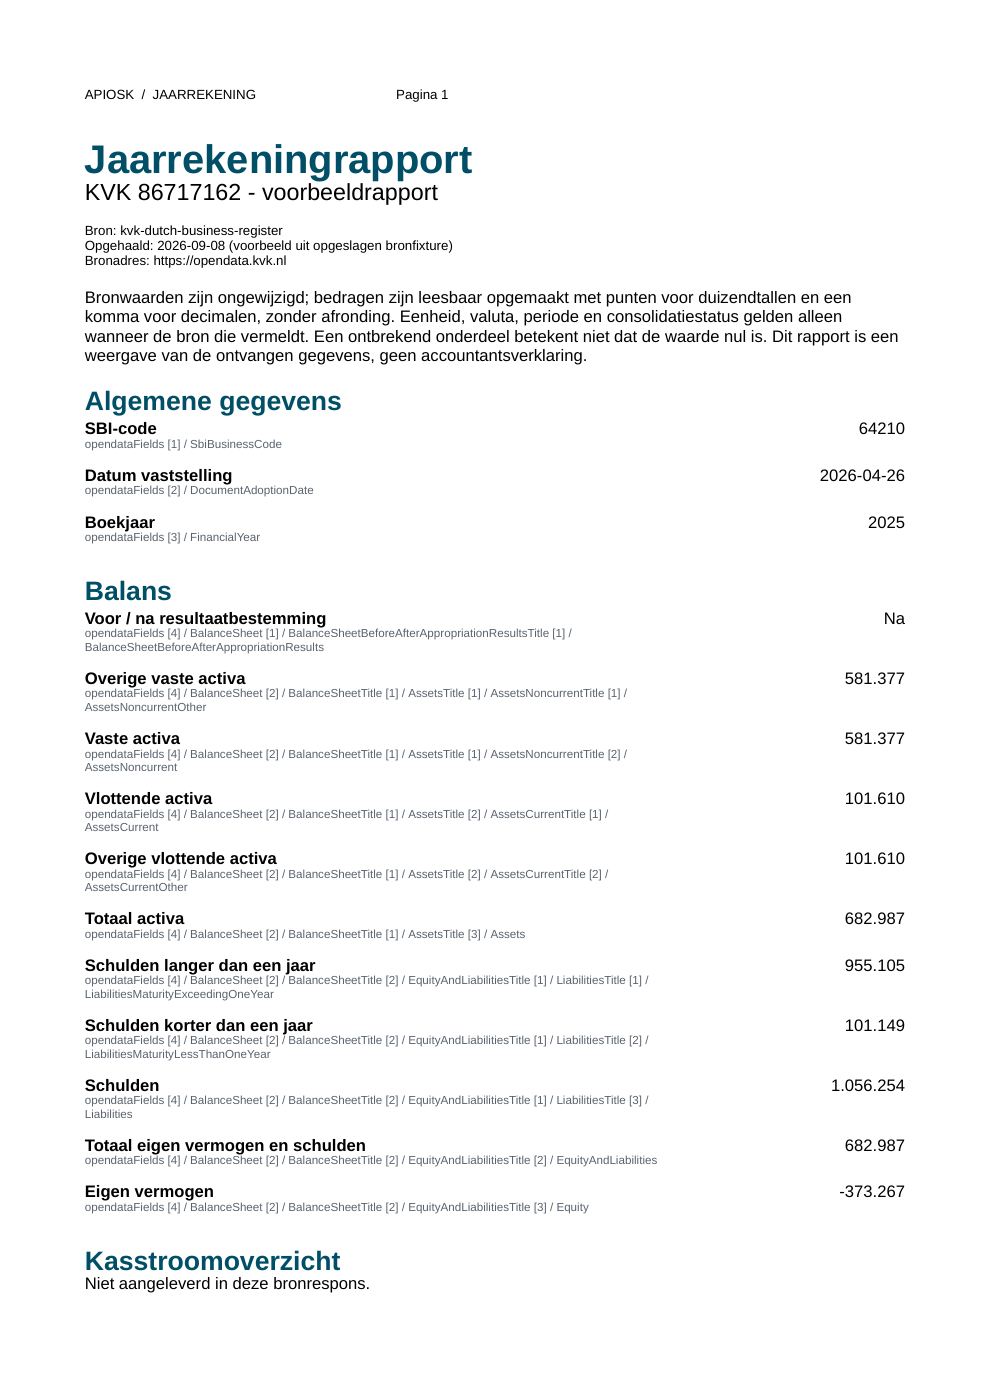 APIOSK / JAARREKENING Pagina 1
Jaarrekeningrapport
KVK 86717162 - voorbeeldrapport
Bron: kvk-dutch-business-register
Opgehaald: 2026-09-08 (voorbeeld uit opgeslagen bronfixture)
Bronadres: https://opendata.kvk.nl
Bronwaarden zijn ongewijzigd; bedragen zijn leesbaar opgemaakt met punten voor duizendtallen en een
komma voor decimalen, zonder afronding. Eenheid, valuta, periode en consolidatiestatus gelden alleen
wanneer de bron die vermeldt. Een ontbrekend onderdeel betekent niet dat de waarde nul is. Dit rapport is een
weergave van de ontvangen gegevens, geen accountantsverklaring.
Algemene gegevens
SBI-code 64210
opendataFields [1] / SbiBusinessCode
Datum vaststelling 2026-04-26
opendataFields [2] / DocumentAdoptionDate
Boekjaar 2025
opendataFields [3] / FinancialYear
Balans
Voor / na resultaatbestemming Na
opendataFields [4] / BalanceSheet [1] / BalanceSheetBeforeAfterAppropriationResultsTitle [1] /
BalanceSheetBeforeAfterAppropriationResults
Overige vaste activa 581.377
opendataFields [4] / BalanceSheet [2] / BalanceSheetTitle [1] / AssetsTitle [1] / AssetsNoncurrentTitle [1] /
AssetsNoncurrentOther
Vaste activa 581.377
opendataFields [4] / BalanceSheet [2] / BalanceSheetTitle [1] / AssetsTitle [1] / AssetsNoncurrentTitle [2] /
AssetsNoncurrent
Vlottende activa 101.610
opendataFields [4] / BalanceSheet [2] / BalanceSheetTitle [1] / AssetsTitle [2] / AssetsCurrentTitle [1] /
AssetsCurrent
Overige vlottende activa 101.610
opendataFields [4] / BalanceSheet [2] / BalanceSheetTitle [1] / AssetsTitle [2] / AssetsCurrentTitle [2] /
AssetsCurrentOther
Totaal activa 682.987
opendataFields [4] / BalanceSheet [2] / BalanceSheetTitle [1] / AssetsTitle [3] / Assets
Schulden langer dan een jaar 955.105
opendataFields [4] / BalanceSheet [2] / BalanceSheetTitle [2] / EquityAndLiabilitiesTitle [1] / LiabilitiesTitle [1] /
LiabilitiesMaturityExceedingOneYear
Schulden korter dan een jaar 101.149
opendataFields [4] / BalanceSheet [2] / BalanceSheetTitle [2] / EquityAndLiabilitiesTitle [1] / LiabilitiesTitle [2] /
LiabilitiesMaturityLessThanOneYear
Schulden 1.056.254
opendataFields [4] / BalanceSheet [2] / BalanceSheetTitle [2] / EquityAndLiabilitiesTitle [1] / LiabilitiesTitle [3] /
Liabilities
Totaal eigen vermogen en schulden 682.987
opendataFields [4] / BalanceSheet [2] / BalanceSheetTitle [2] / EquityAndLiabilitiesTitle [2] / EquityAndLiabilities
Eigen vermogen -373.267
opendataFields [4] / BalanceSheet [2] / BalanceSheetTitle [2] / EquityAndLiabilitiesTitle [3] / Equity
Kasstroomoverzicht
Niet aangeleverd in deze bronrespons.